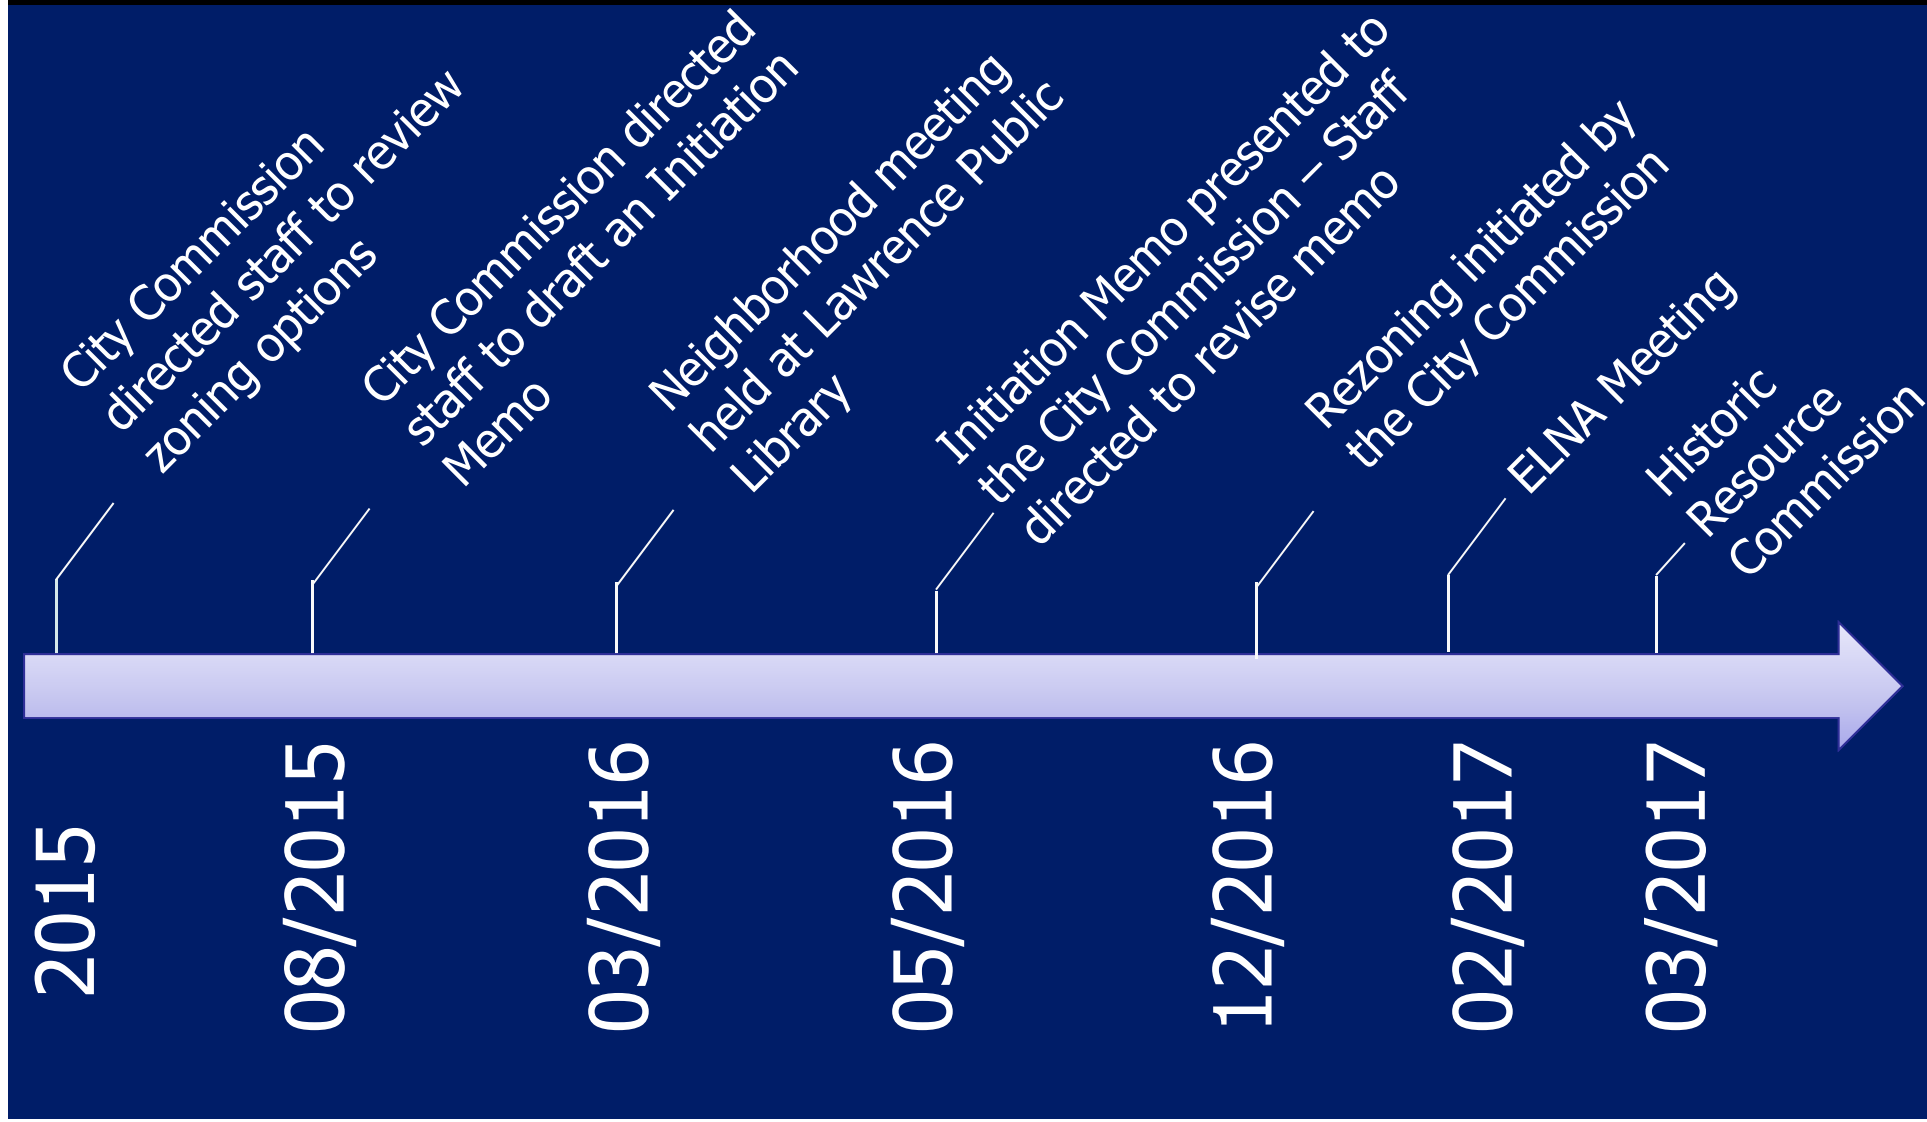 City Commission
directed staff to review
zoning options
City Commission directed
staff to draft an Initiation
Memo
Neighborhood meeting
held at Lawrence Public
Library
Initiation Memo presented to
the City Commission – Staff
directed to revise memo
Rezoning initiated by
the City Commission
ELNA Meeting
Historic
Resource
Commission
2015
08/2015
03/2016
05/2016
12/2016
02/2017
03/2017